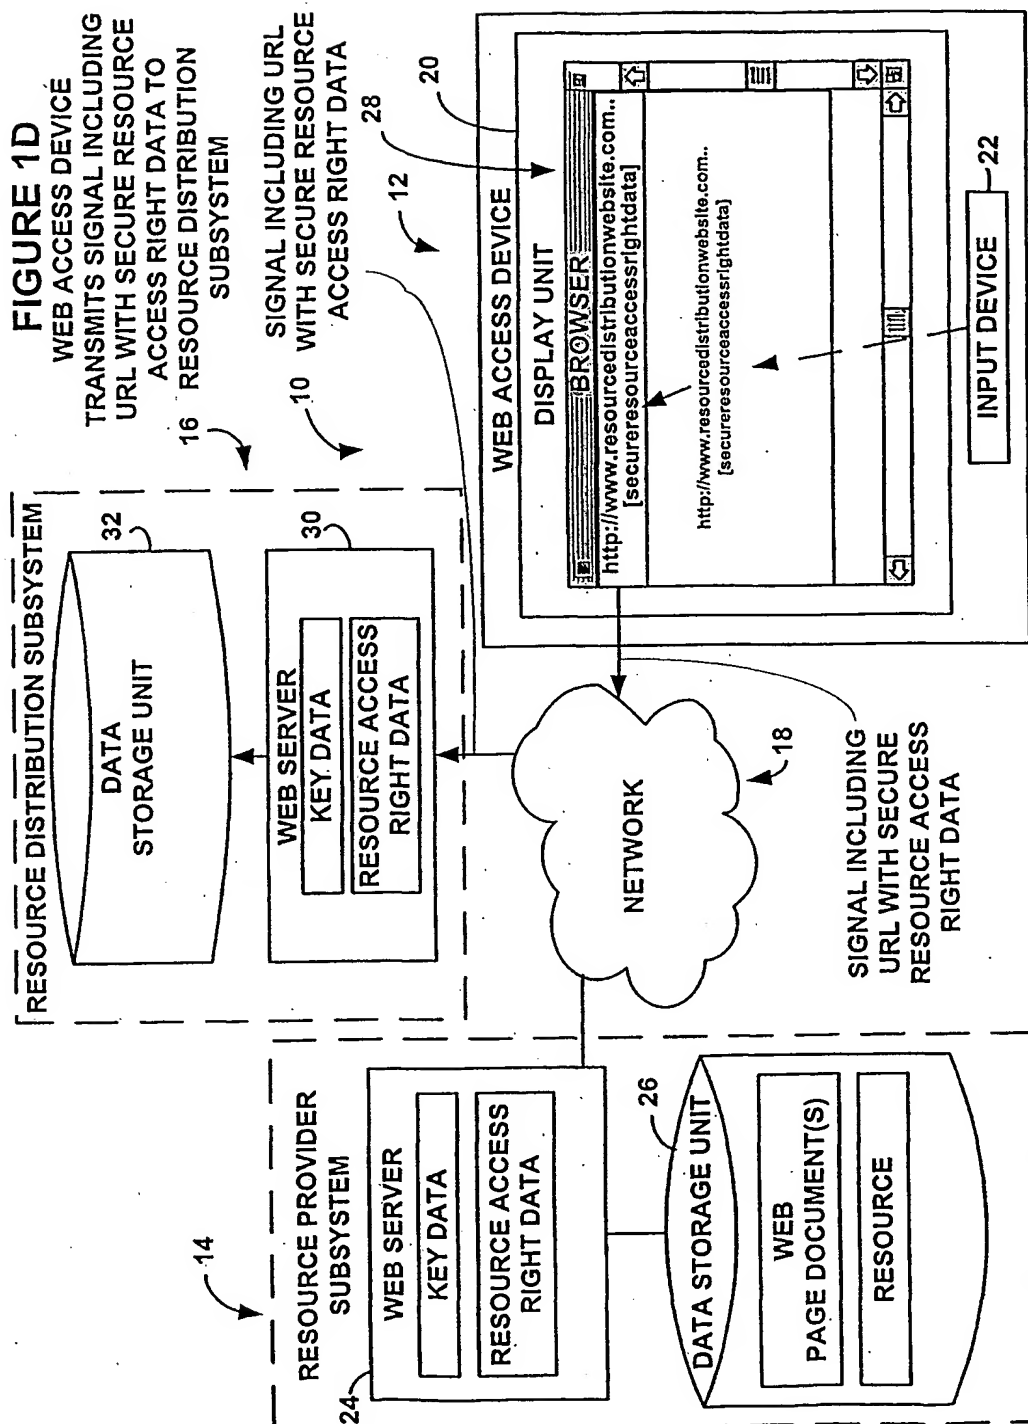 FIGURE 1D
WEB ACCESS DEVICE
TRANSMITS SIGNAL INCLUDING
URL WITH SECURE RESOURCE
ACCESS RIGHT DATA TO
RESOURCE DISTRIBUTION
SUBSYSTEM
16
10
SIGNAL INCLUDING URL
WITH SECURE RESOURCE
ACCESS RIGHT DATA
12
28
20
RESOURCE DISTRIBUTION SUBSYSTEM
32
DATA
STORAGE UNIT
30
WEB SERVER
KEY DATA
RESOURCE ACCESS
RIGHT DATA
WEB ACCESS DEVICE
DISPLAY UNIT
BROWSER
http://www.resourcedistributionwebsite.com..
[secureresourceaccessrightdata]
http://www.resourcedistributionwebsite.com..
[secureresourceaccessrightdata]
22
INPUT DEVICE
NETWORK
18
SIGNAL INCLUDING
URL WITH SECURE
RESOURCE ACCESS
RIGHT DATA
14
RESOURCE PROVIDER
SUBSYSTEM
24
WEB SERVER
KEY DATA
RESOURCE ACCESS
RIGHT DATA
26
DATA STORAGE UNIT
WEB
PAGE DOCUMENT(S)
RESOURCE